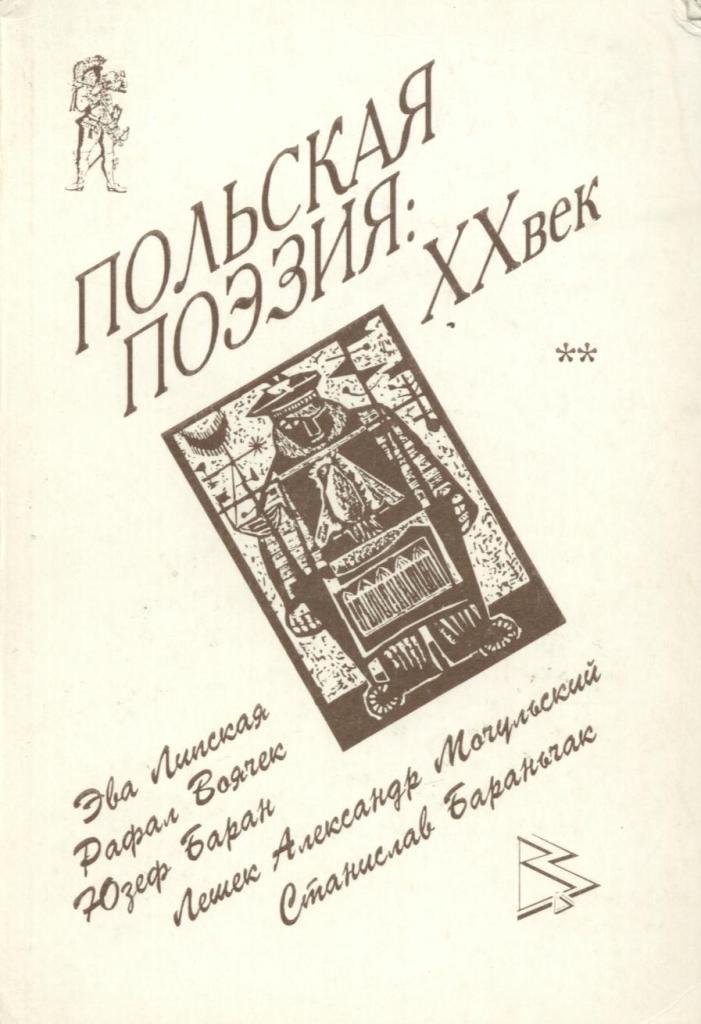 ПОЛЬСКАЯ
ПОЭЗИЯ:
XXвек
**
Эва Липская
Рафал Воячек
Юзеф Баран
Лешек Александр Мочульский
Станислав Бараньчак